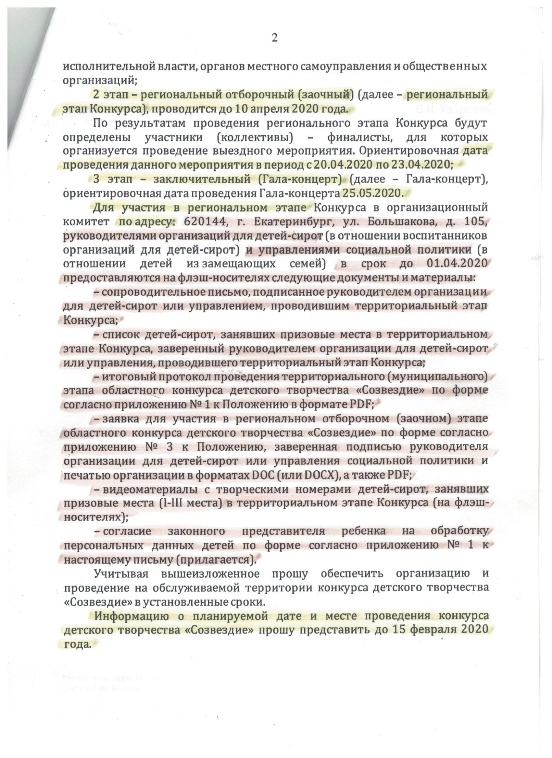 2
исполнительной власти, органов местного самоуправления и общественных
организаций;
2 этап – региональный отборочный (заочный) (далее – региональный
этап Конкурса), проводится до 10 апреля 2020 года.
По результатам проведения регионального этапа Конкурса будут
определены участники (коллективы) – финалисты, для которых
организуется проведение выездного мероприятия. Ориентировочная дата
проведения данного мероприятия в период с 20.04.2020 по 23.04.2020;
3 этап – заключительный (Гала-концерт) (далее – Гала-концерт),
ориентировочная дата проведения Гала-концерта 25.05.2020.
Для участия в региональном этапе Конкурса в организационный
комитет по адресу: 620144, г. Екатеринбург, ул. Большакова, д. 105,
руководителями организаций для детей-сирот (в отношении воспитанников
организаций для детей-сирот) и управлениями социальной политики (в
отношении детей из замещающих семей) в срок до 01.04.2020
предоставляются на флэш-носителях следующие документы и материалы:
– сопроводительное письмо, подписанное руководителем организации
для детей-сирот или управлением, проводившим территориальный этап
Конкурса;
– список детей-сирот, занявших призовые места в территориальном
этапе Конкурса, заверенный руководителем организации для детей-сирот
или управления, проводившего территориальный этап Конкурса;
– итоговый протокол проведения территориального (муниципального)
этапа областного конкурса детского творчества «Созвездие» по форме
согласно приложению № 1 к Положению в формате PDF;
– заявка для участия в региональном отборочном (заочном) этапе
областного конкурса детского творчества «Созвездие» по форме согласно
приложению № 3 к Положению, заверенная подписью руководителя
организации для детей-сирот или управления социальной политики и
печатью организации в форматах DOC (или DOCX), а также PDF;
– видеоматериалы с творческими номерами детей-сирот, занявших
призовые места (I-III места) в территориальном этапе Конкурса (на флэш-
носителях);
– согласие законного представителя ребенка на обработку
персональных данных детей по форме согласно приложению № 1 к
настоящему письму (прилагается).
Учитывая вышеизложенное прошу обеспечить организацию и
проведение на обслуживаемой территории конкурса детского творчества
«Созвездие» в установленные сроки.
Информацию о планируемой дате и месте проведения конкурса
детского творчества «Созвездие» прошу представить до 15 февраля 2020
года.